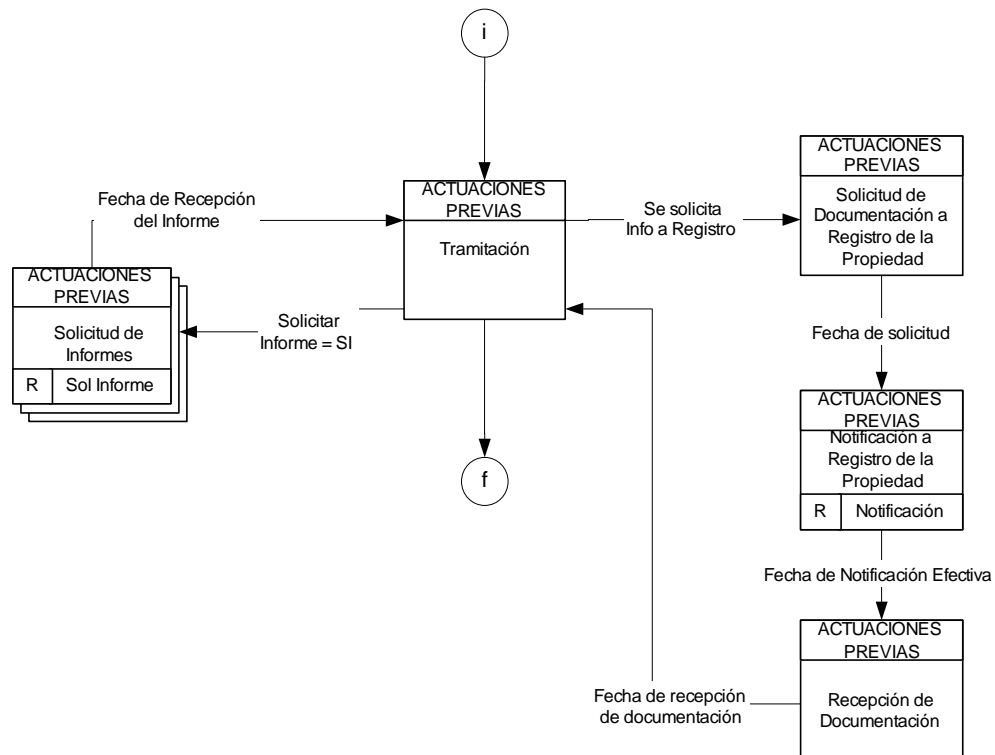 i
ACTUACIONES
PREVIAS
Tramitación
Fecha de Recepción
del Informe
ACTUACIONES
PREVIAS
Solicitud de
Informes
R
Sol Informe
Solicitar
Informe = SI
f
Se solicita
Info a Registro
ACTUACIONES
PREVIAS
Solicitud de
Documentación a
Registro de la
Propiedad
Fecha de solicitud
ACTUACIONES
PREVIAS
Notificación a
Registro de la
Propiedad
R
Notificación
Fecha de Notificación Efectiva
ACTUACIONES
PREVIAS
Recepción de
Documentación
Fecha de recepción
de documentación